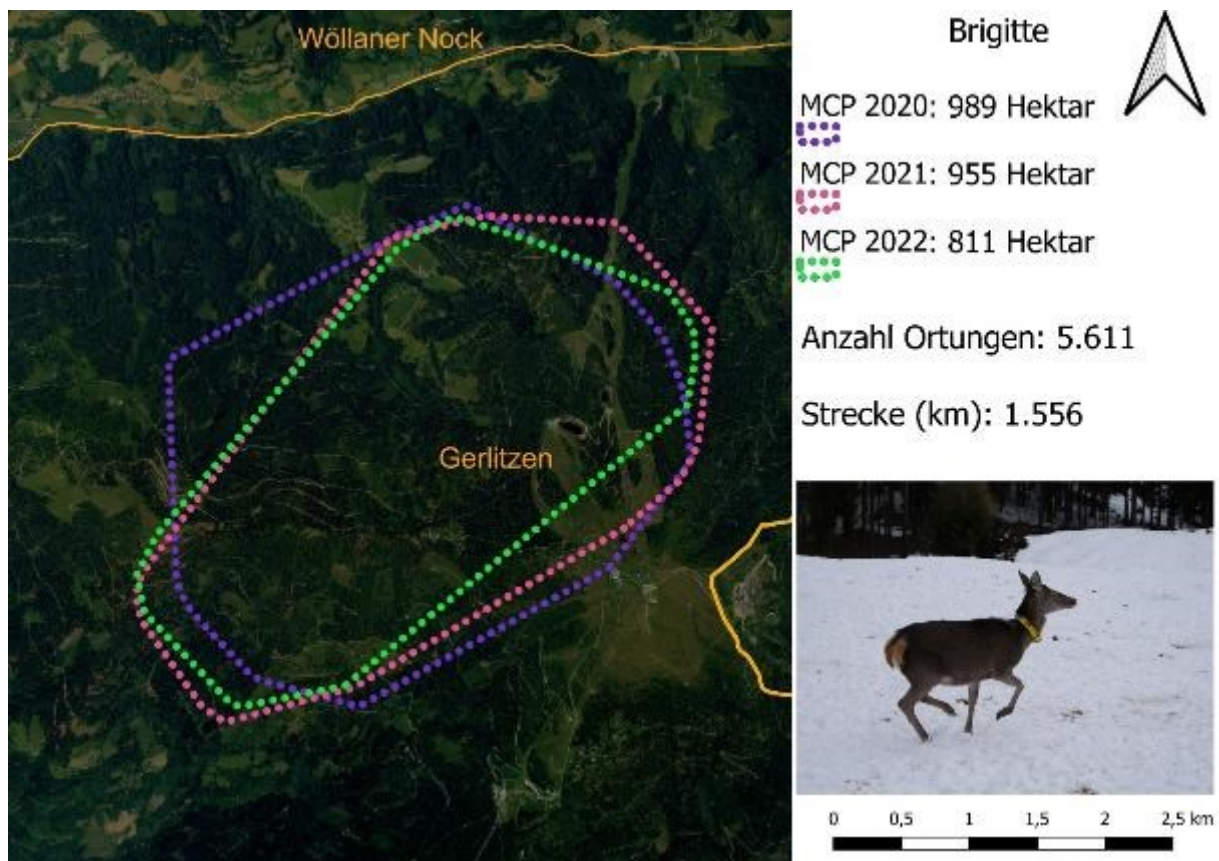 Wöllaner Nock
Gerlitzen
Brigitte
MCP 2020: 989 Hektar
MCP 2021: 955 Hektar
MCP 2022: 811 Hektar
Anzahl Ortungen: 5.611
Strecke (km): 1.556
0 0,5 1 1,5 2 2,5 km